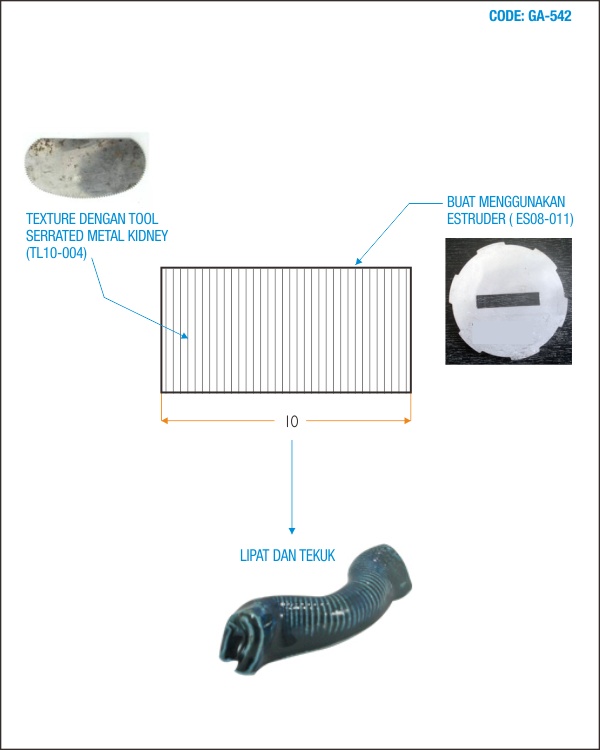 CODE: GA-542
TEXTURE DENGAN TOOL
SERRATED METAL KIDNEY
(TL10-004)
BUAT MENGGUNAKAN
ESTRUDER ( ES08-011)
10
LIPAT DAN TEKUK